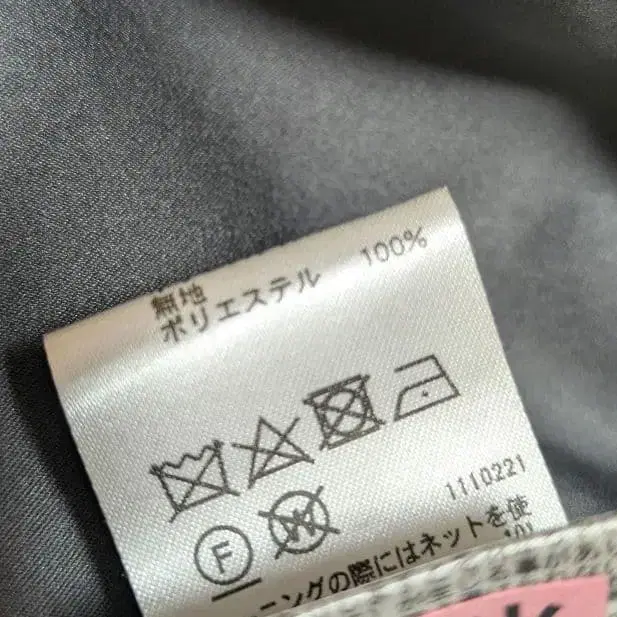 無地
ポリエステル 100%
F
W
1110221
ーニングの際にはネットを使
k